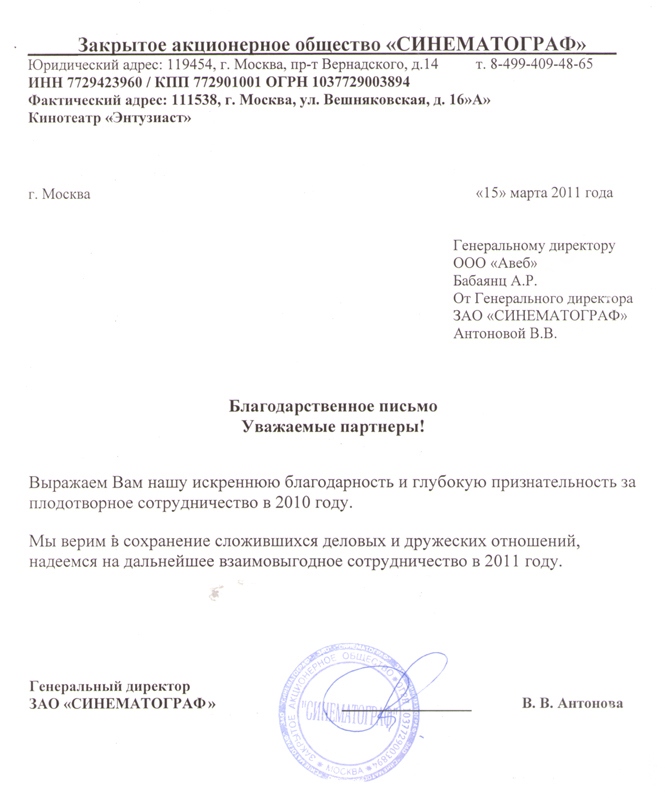 Закрытое акционерное общество «СИНЕМАТОГРАФ»
Юридический адрес: 119454, г. Москва, пр-т Вернадского, д.14 т. 8-499-409-48-65
ИНН 7729423960 / КПП 772901001 ОГРН 1037729003894
Фактический адрес: 111538, г. Москва, ул. Вешняковская, д. 16»А»
Кинотеатр «Энтузиаст»
г. Москва «15» марта 2011 года
Генеральному директору
ООО «Авеб»
Бабаянц А.Р.
От Генерального директора
ЗАО «СИНЕМАТОГРАФ»
Антоновой В.В.
Благодарственное письмо
Уважаемые партнеры!
Выражаем Вам нашу искреннюю благодарность и глубокую признательность за
плодотворное сотрудничество в 2010 году.
Мы верим в сохранение сложившихся деловых и дружеских отношений,
надеемся на дальнейшее взаимовыгодное сотрудничество в 2011 году.
Генеральный директор
ЗАО «СИНЕМАТОГРАФ» В. В. Антонова
ЗАКРЫТОЕ АКЦИОНЕРНОЕ ОБЩЕСТВО 1037729003894
"СИНЕМАТОГРАФ"
МОСКВА